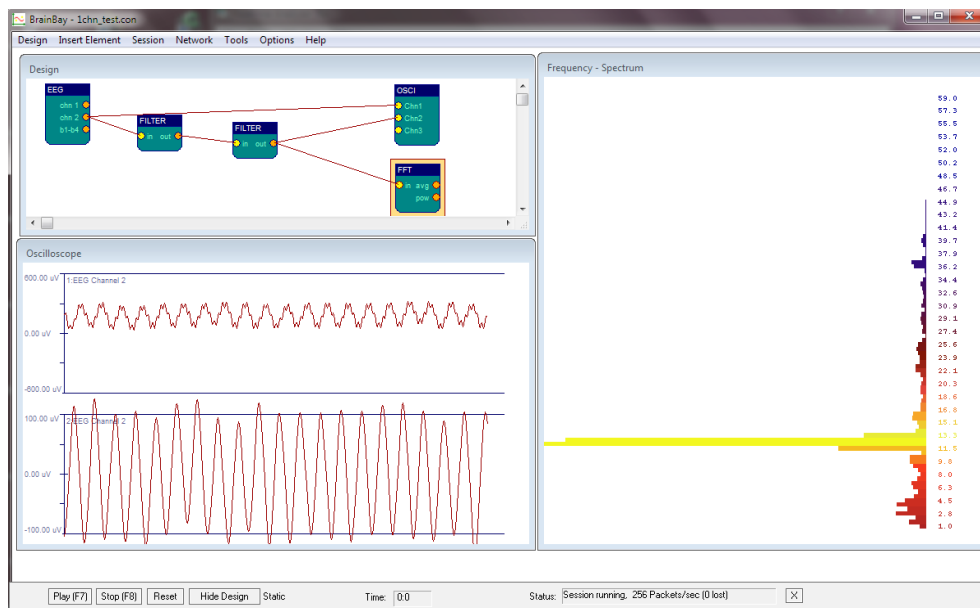 BrainBay - 1chn_test.con
Design Insert Element Session Network Tools Options Help
Design
EEG
chn 1
chn 2
b1-b4
FILTER
in out
FILTER
in out
OSCI
Chn1
Chn2
Chn3
FFT
in avg
pow
Oscilloscope
600.00 uV
1:EEG Channel 2
0.00 uV
-600.00 uV
100.00 uV
2:EEG Channel 2
0.00 uV
-100.00 uV
Frequency - Spectrum
59.0
57.3
55.5
53.7
52.0
50.2
48.5
46.7
44.9
43.2
41.4
39.7
37.9
36.2
34.4
32.6
30.9
29.1
27.4
25.6
23.9
22.1
20.3
18.6
16.8
15.1
13.3
11.5
9.8
8.0
6.3
4.5
2.8
1.0
Play (F7) Stop (F8) Reset Hide Design Static Time: 0:0 Status: Session running, 256 Packets/sec (0 lost) X